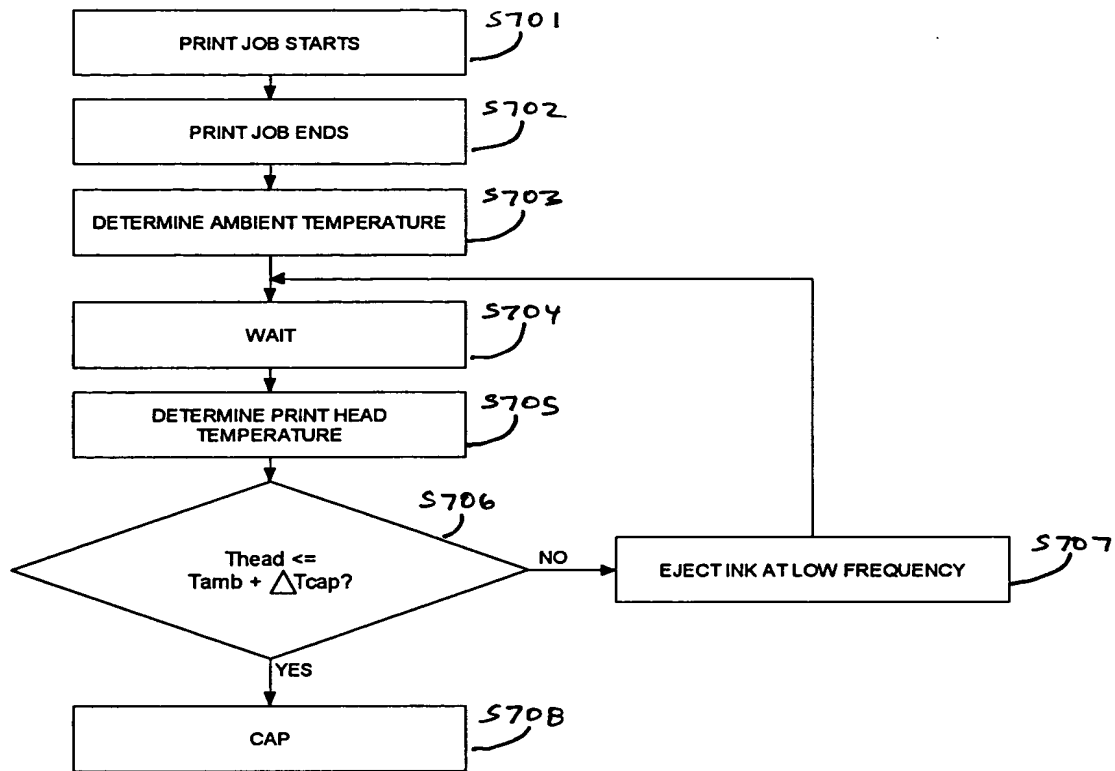 PRINT JOB STARTS
S701
PRINT JOB ENDS
S702
DETERMINE AMBIENT TEMPERATURE
S703
WAIT
S704
DETERMINE PRINT HEAD
TEMPERATURE
S705
S706
Thead <=
Tamb + △Tcap?
NO
EJECT INK AT LOW FREQUENCY
S707
YES
CAP
S708